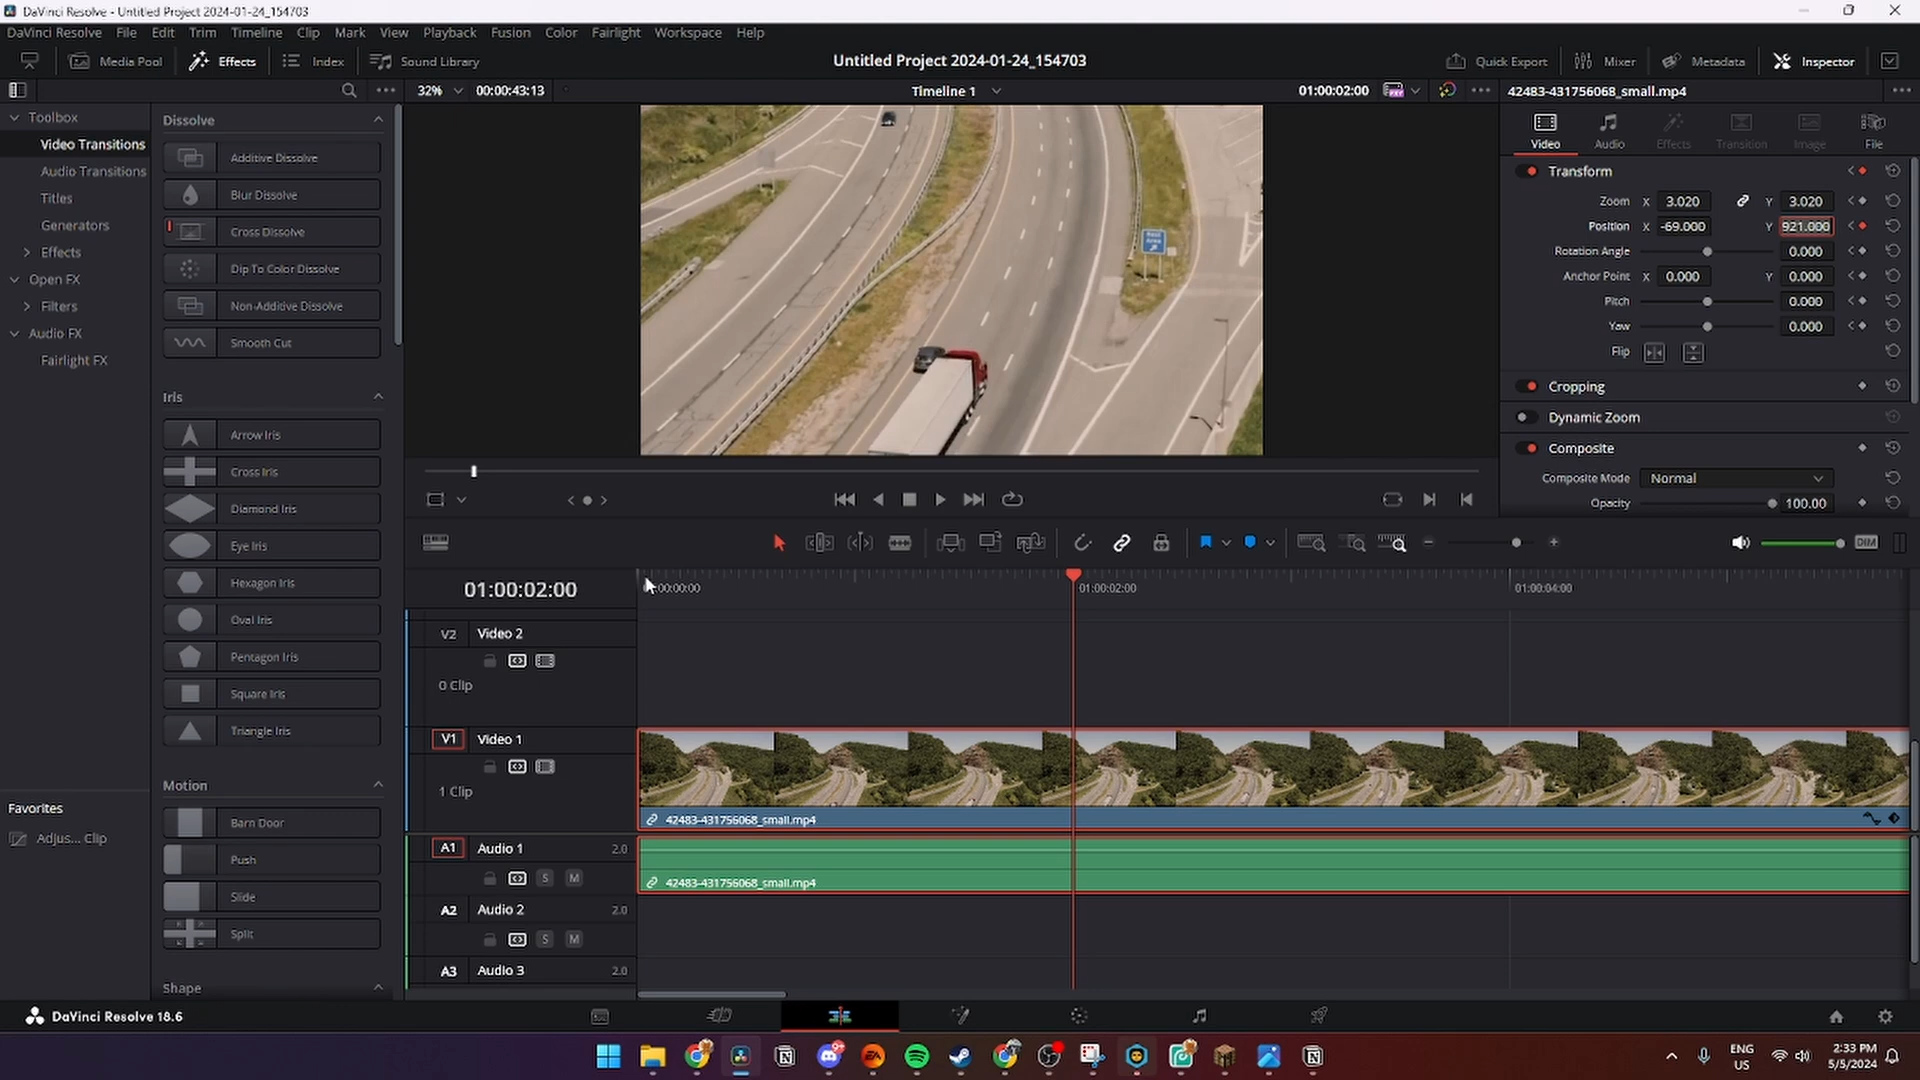 DaVinci Resolve - Untitled Project 2024-01-24_154703
DaVinci Resolve File Edit Trim Timeline Clip Mark View Playback Fusion Color Fairlight Workspace Help
Media Pool Effects Index Sound Library
Untitled Project 2024-01-24_154703
Quick Export Mixer Metadata Inspector
32% 00:00:43:13 Timeline 1 01:00:02:00
42483-431756068_small.mp4
Toolbox
Video Transitions
Audio Transitions
Titles
Generators
Effects
Open FX
Filters
Audio FX
Fairlight FX
Favorites
Adjus... Clip
Dissolve
Additive Dissolve
Blur Dissolve
Cross Dissolve
Dip To Color Dissolve
Non-Additive Dissolve
Smooth Cut
Iris
Arrow Iris
Cross Iris
Diamond Iris
Eye Iris
Hexagon Iris
Oval Iris
Pentagon Iris
Square Iris
Triangle Iris
Motion
Barn Door
Push
Slide
Split
Shape
Video Audio Effects Transition Image File
Transform
Zoom X 3.020 Y 3.020
Position X -69.000 Y 921.000
Rotation Angle 0.000
Anchor Point X 0.000 Y 0.000
Pitch 0.000
Yaw 0.000
Flip
Cropping
Dynamic Zoom
Composite
Composite Mode Normal
Opacity 100.00
DIM
01:00:02:00
:00:00:00 01:00:02:00 01:00:04:00
V2 Video 2
0 Clip
V1 Video 1
1 Clip
42483-431756068_small.mp4
A1 Audio 1 2.0
S M
42483-431756068_small.mp4
A2 Audio 2 2.0
S M
A3 Audio 3 2.0
DaVinci Resolve 18.6
ENG
US
2:33 PM
5/5/2024